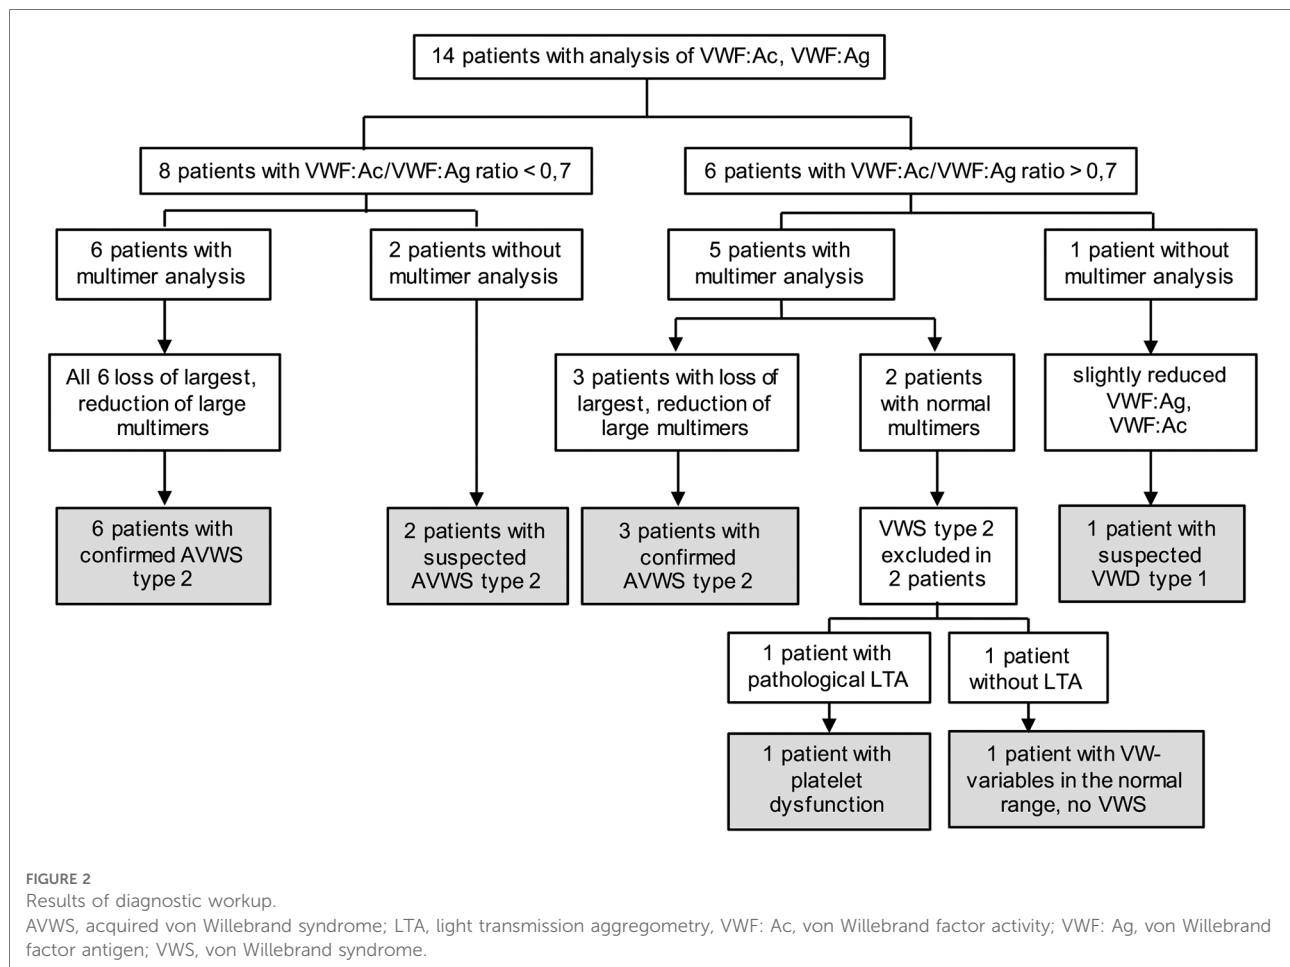 14 patients with analysis of VWF:Ac, VWF:Ag
8 patients with VWF:Ac/VWF:Ag ratio < 0,7
6 patients with VWF:Ac/VWF:Ag ratio > 0,7
6 patients with
multimer analysis
2 patients without
multimer analysis
5 patients with
multimer analysis
1 patient without
multimer analysis
All 6 loss of largest,
reduction of large
multimers
3 patients with loss of
largest, reduction of
large multimers
2 patients
with normal
multimers
slightly reduced
VWF:Ag,
VWF:Ac
6 patients with
confirmed AVWS
type 2
2 patients with
suspected
AVWS type 2
3 patients with
confirmed
AVWS type 2
VWS type 2
excluded in
2 patients
1 patient with
suspected
VWD type 1
1 patient with
pathological LTA
1 patient
without LTA
1 patient with
platelet
dysfunction
1 patient with VW-
variables in the normal
range, no VWS
FIGURE 2
Results of diagnostic workup.
AVWS, acquired von Willebrand syndrome; LTA, light transmission aggregometry, VWF: Ac, von Willebrand factor activity; VWF: Ag, von Willebrand
factor antigen; VWS, von Willebrand syndrome.